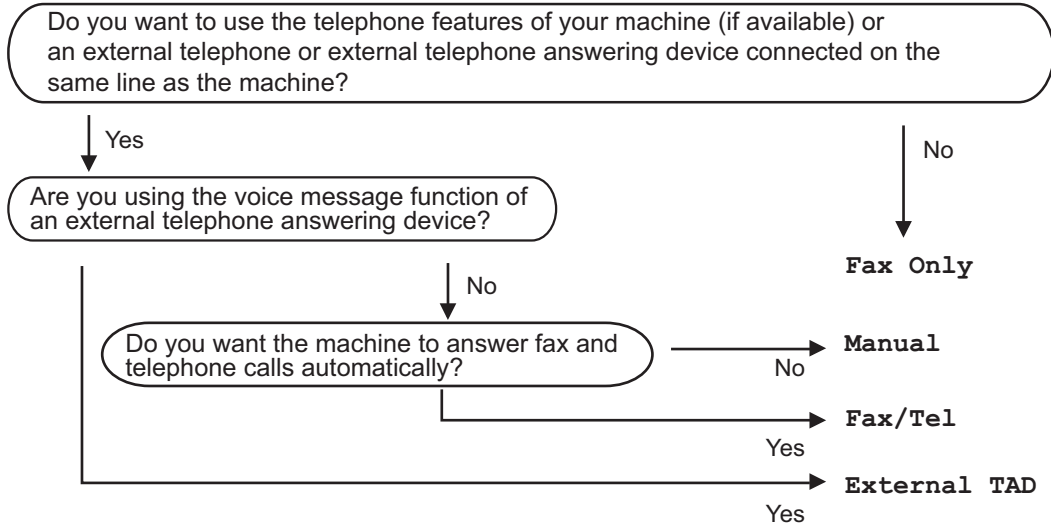 Do you want to use the telephone features of your machine (if available) or
an external telephone or external telephone answering device connected on the
same line as the machine?
Yes
No
Are you using the voice message function of
an external telephone answering device?
Fax Only
No
Do you want the machine to answer fax and
telephone calls automatically?
Manual
No
Fax/Tel
Yes
External TAD
Yes